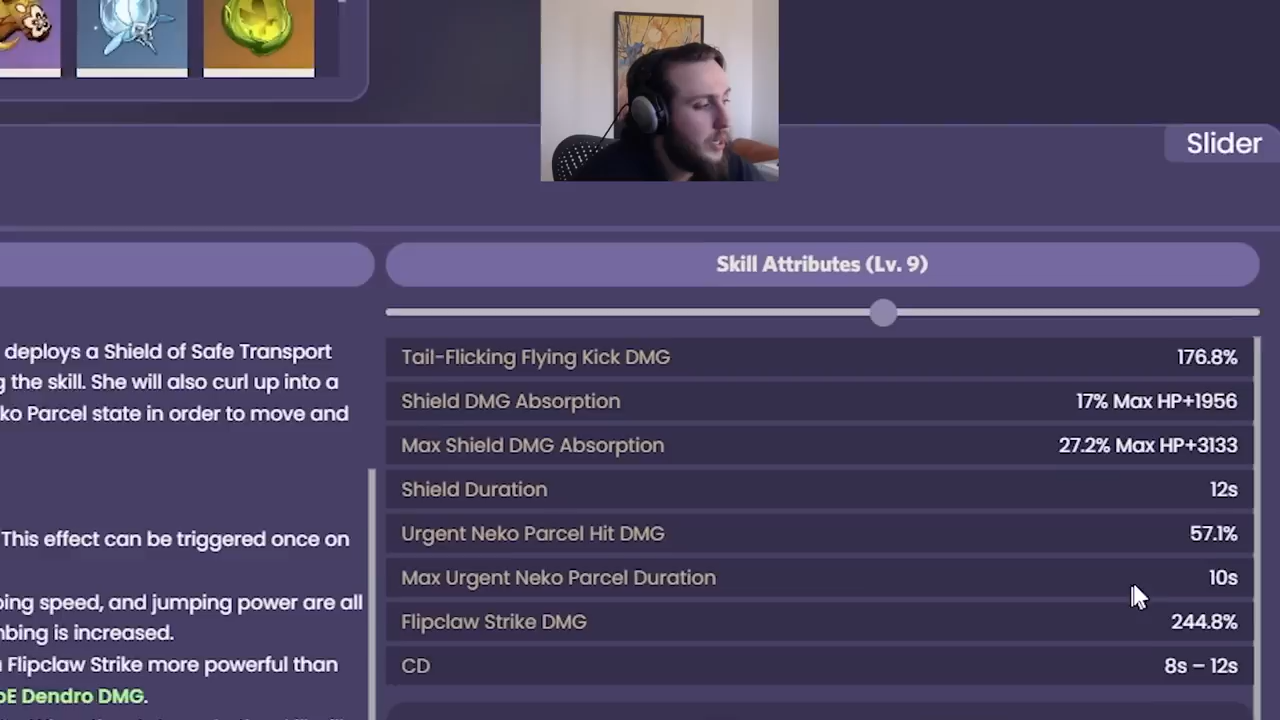 Slider
Skill Attributes (Lv. 9)
deploys a Shield of Safe Transport
the skill. She will also curl up into a
Parcel state in order to move and
This effect can be triggered once on
speed, and jumping power are all
is increased.
Flipclaw Strike more powerful than
Dendro DMG.
Tail-Flicking Flying Kick DMG 176.8%
Shield DMG Absorption 17% Max HP+1956
Max Shield DMG Absorption 27.2% Max HP+3133
Shield Duration 12s
Urgent Neko Parcel Hit DMG 57.1%
Max Urgent Neko Parcel Duration 10s
Flipclaw Strike DMG 244.8%
CD 8s – 12s